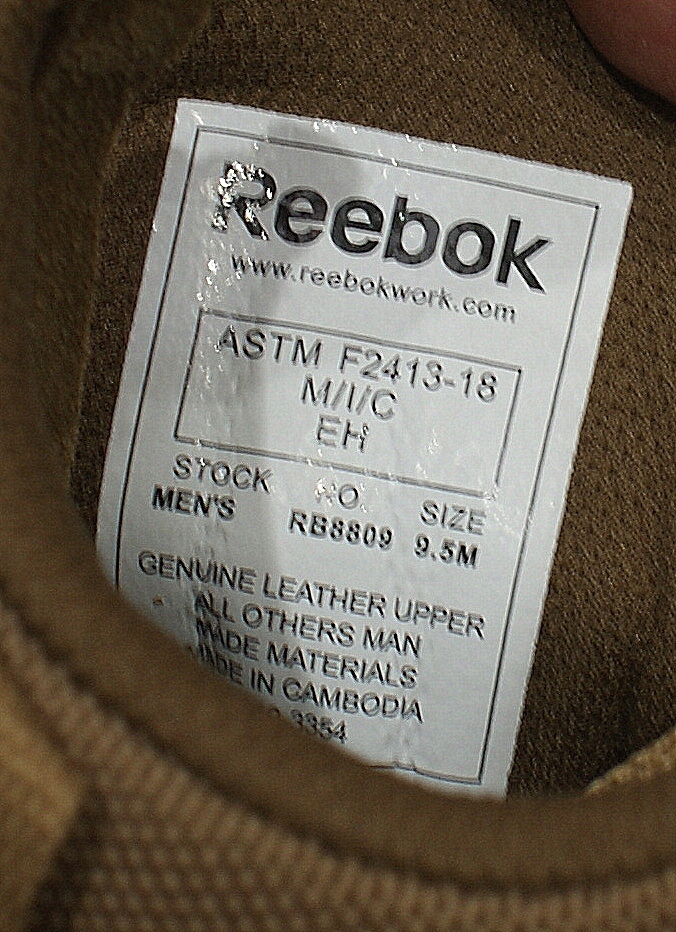 Reebok
www.reebokwork.com
ASTM F2413-18
M/I/C
EH
STOCK NO. SIZE
MEN'S RB8809 9.5M
GENUINE LEATHER UPPER
ALL OTHERS MAN
MADE MATERIALS
MADE IN CAMBODIA
3354